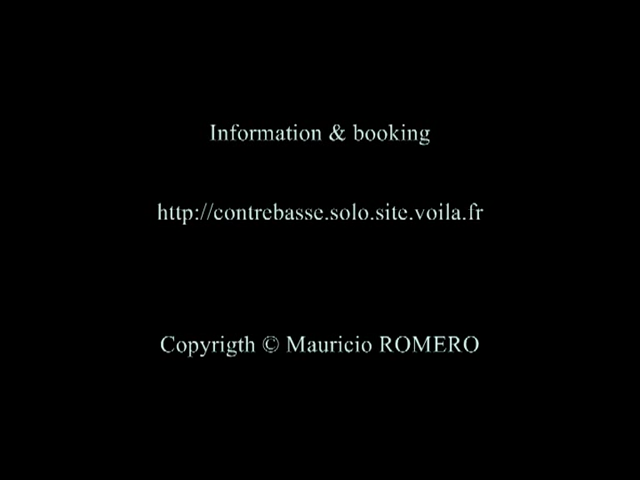 Information & booking
http://contrebasse.solo.site.voila.fr
Copyrigth © Mauricio ROMERO